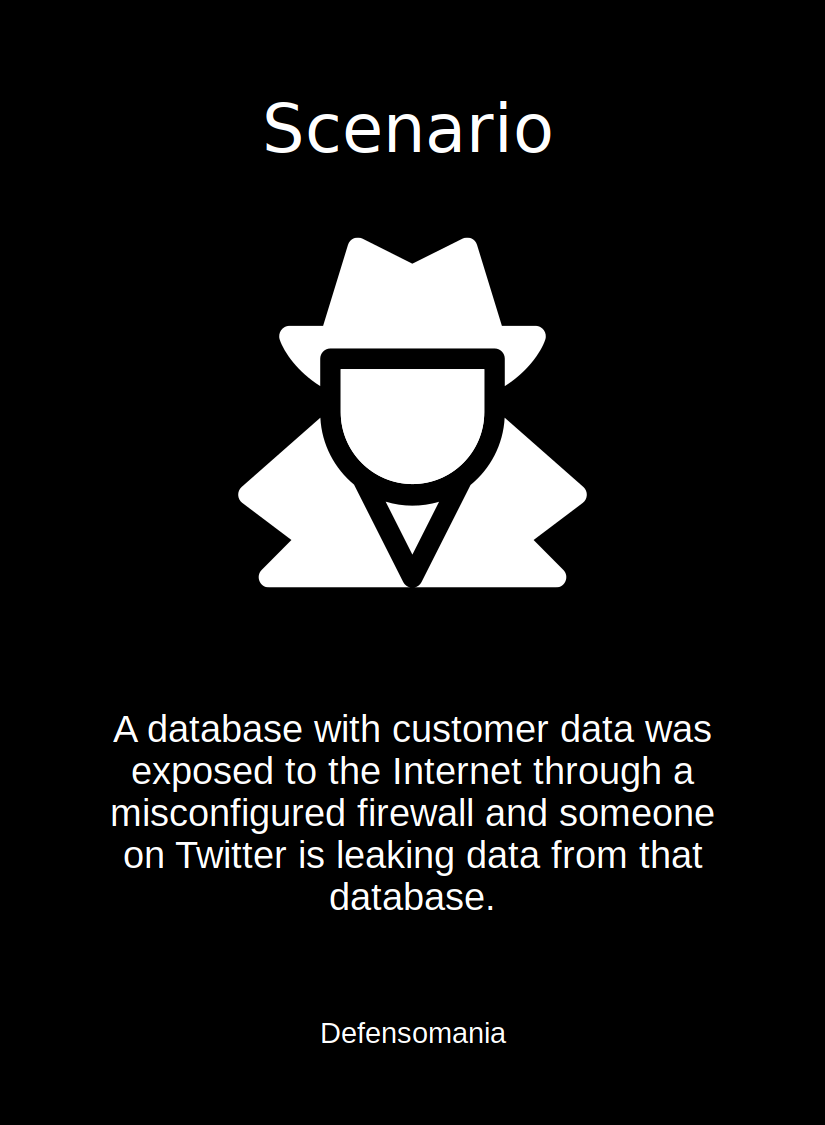 Scenario
A database with customer data was
exposed to the Internet through a
misconfigured firewall and someone
on Twitter is leaking data from that
database.
Defensomania